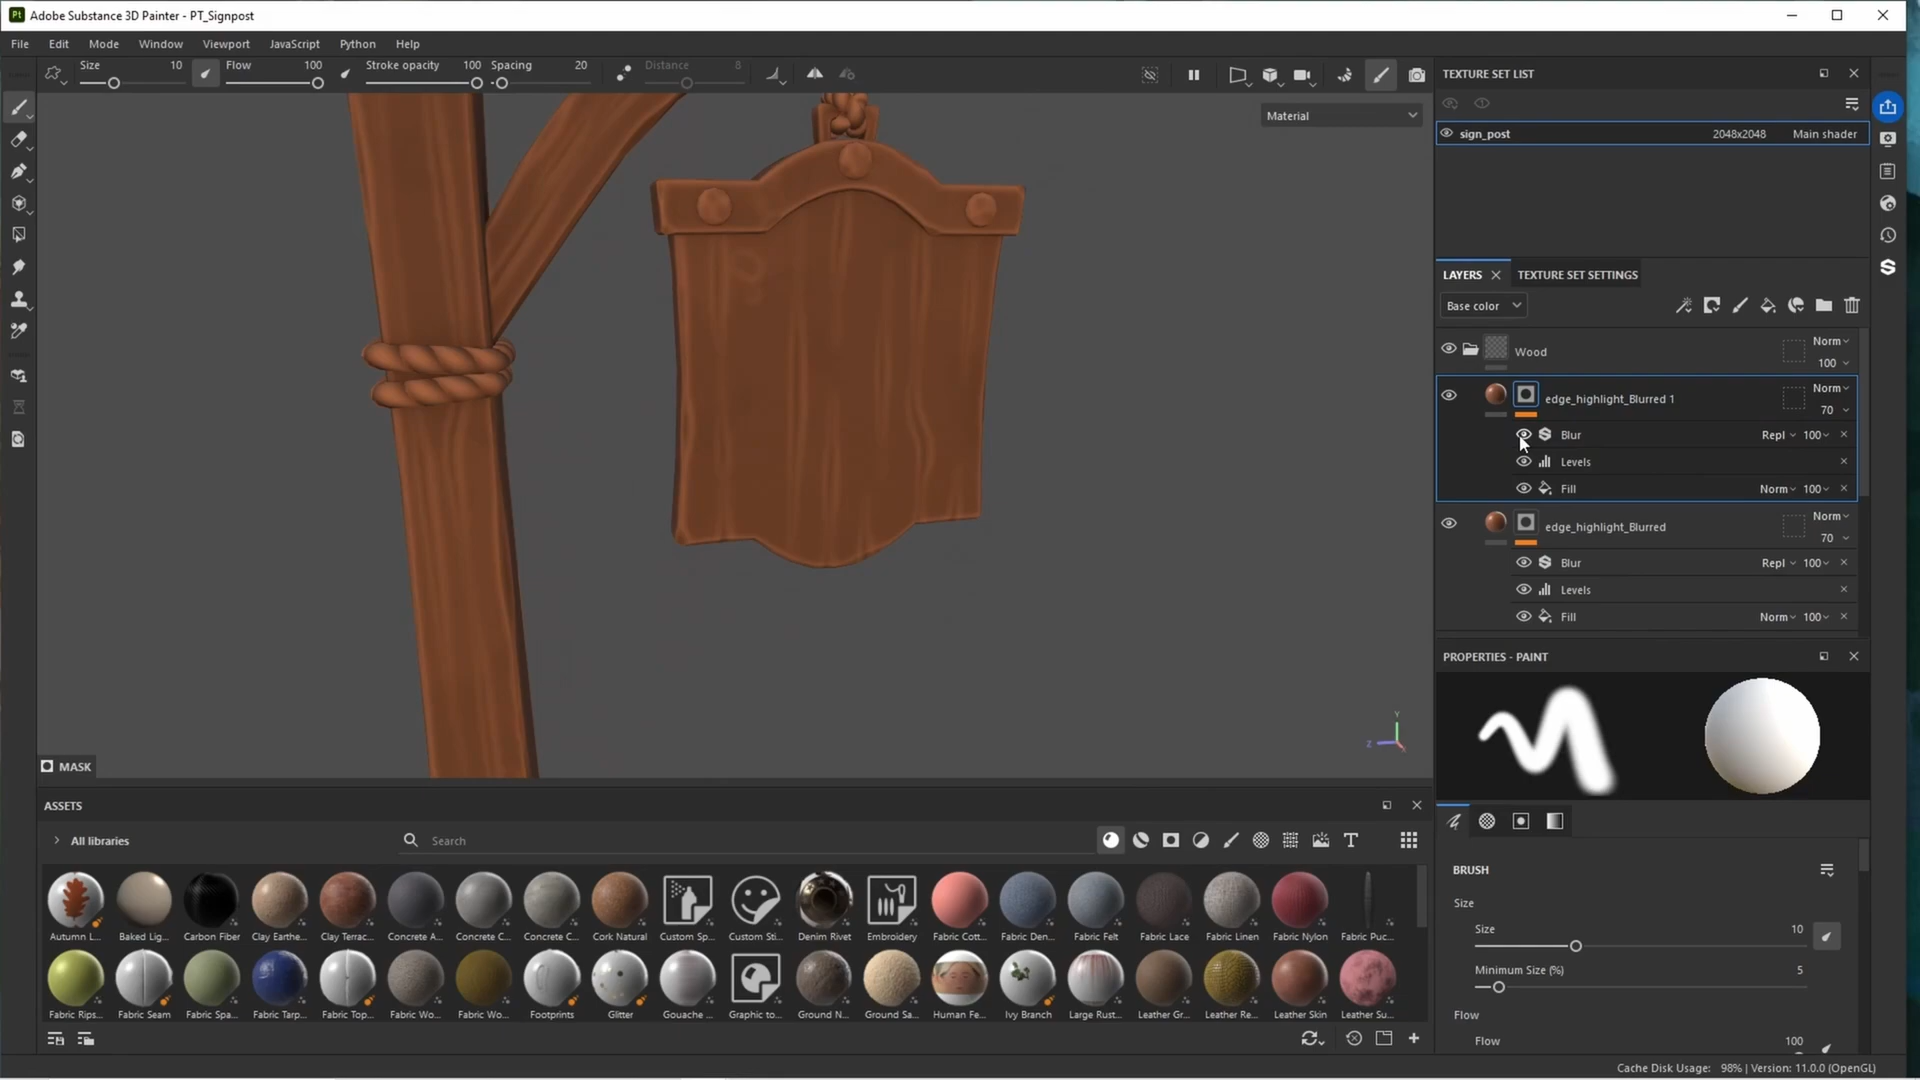 Pt Adobe Substance 3D Painter - PT_Signpost
File Edit Mode Window Viewport JavaScript Python Help
Size 10 Flow 100 Stroke opacity 100 Spacing 20 Distance 8
Material
TEXTURE SET LIST
sign_post 2048x2048 Main shader
LAYERS TEXTURE SET SETTINGS
Base color
Wood Norm 100
edge_highlight_Blurred 1 Norm 70
Blur Repl 100
Levels
Fill Norm 100
edge_highlight_Blurred Norm 70
Blur Repl 100
Levels
Fill Norm 100
PROPERTIES - PAINT
Y
Z
MASK
ASSETS
All libraries Search
Autumn L... Baked Lig... Carbon Fiber Clay Earthe... Clay Terrac... Concrete A... Concrete C... Concrete C... Cork Natural Custom Sp... Custom Sti... Denim Rivet Embroidery Fabric Cott... Fabric Den... Fabric Felt Fabric Lace Fabric Linen Fabric Nylon Fabric Puc...
Fabric Rips... Fabric Seam Fabric Spa... Fabric Tarp... Fabric Top... Fabric Wo... Fabric Wo... Footprints Glitter Gouache ... Graphic to... Ground N... Ground Sa... Human Fe... Ivy Branch Large Rust... Leather Gr... Leather Re... Leather Skin Leather Su...
BRUSH
Size
Size 10
Minimum Size (%) 5
Flow
Flow 100
Cache Disk Usage: 98% | Version: 11.0.0 (OpenGL)